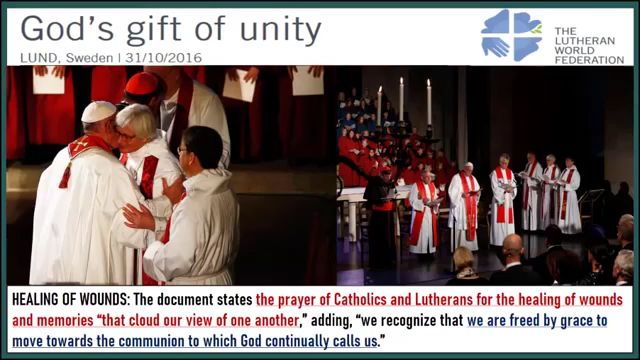 God's gift of unity
LUND, Sweden | 31/10/2016
THE
LUTHERAN
WORLD
FEDERATION
HEALING OF WOUNDS: The document states the prayer of Catholics and Lutherans for the healing of wounds
and memories “that cloud our view of one another,” adding, “we recognize that we are freed by grace to
move towards the communion to which God continually calls us.”